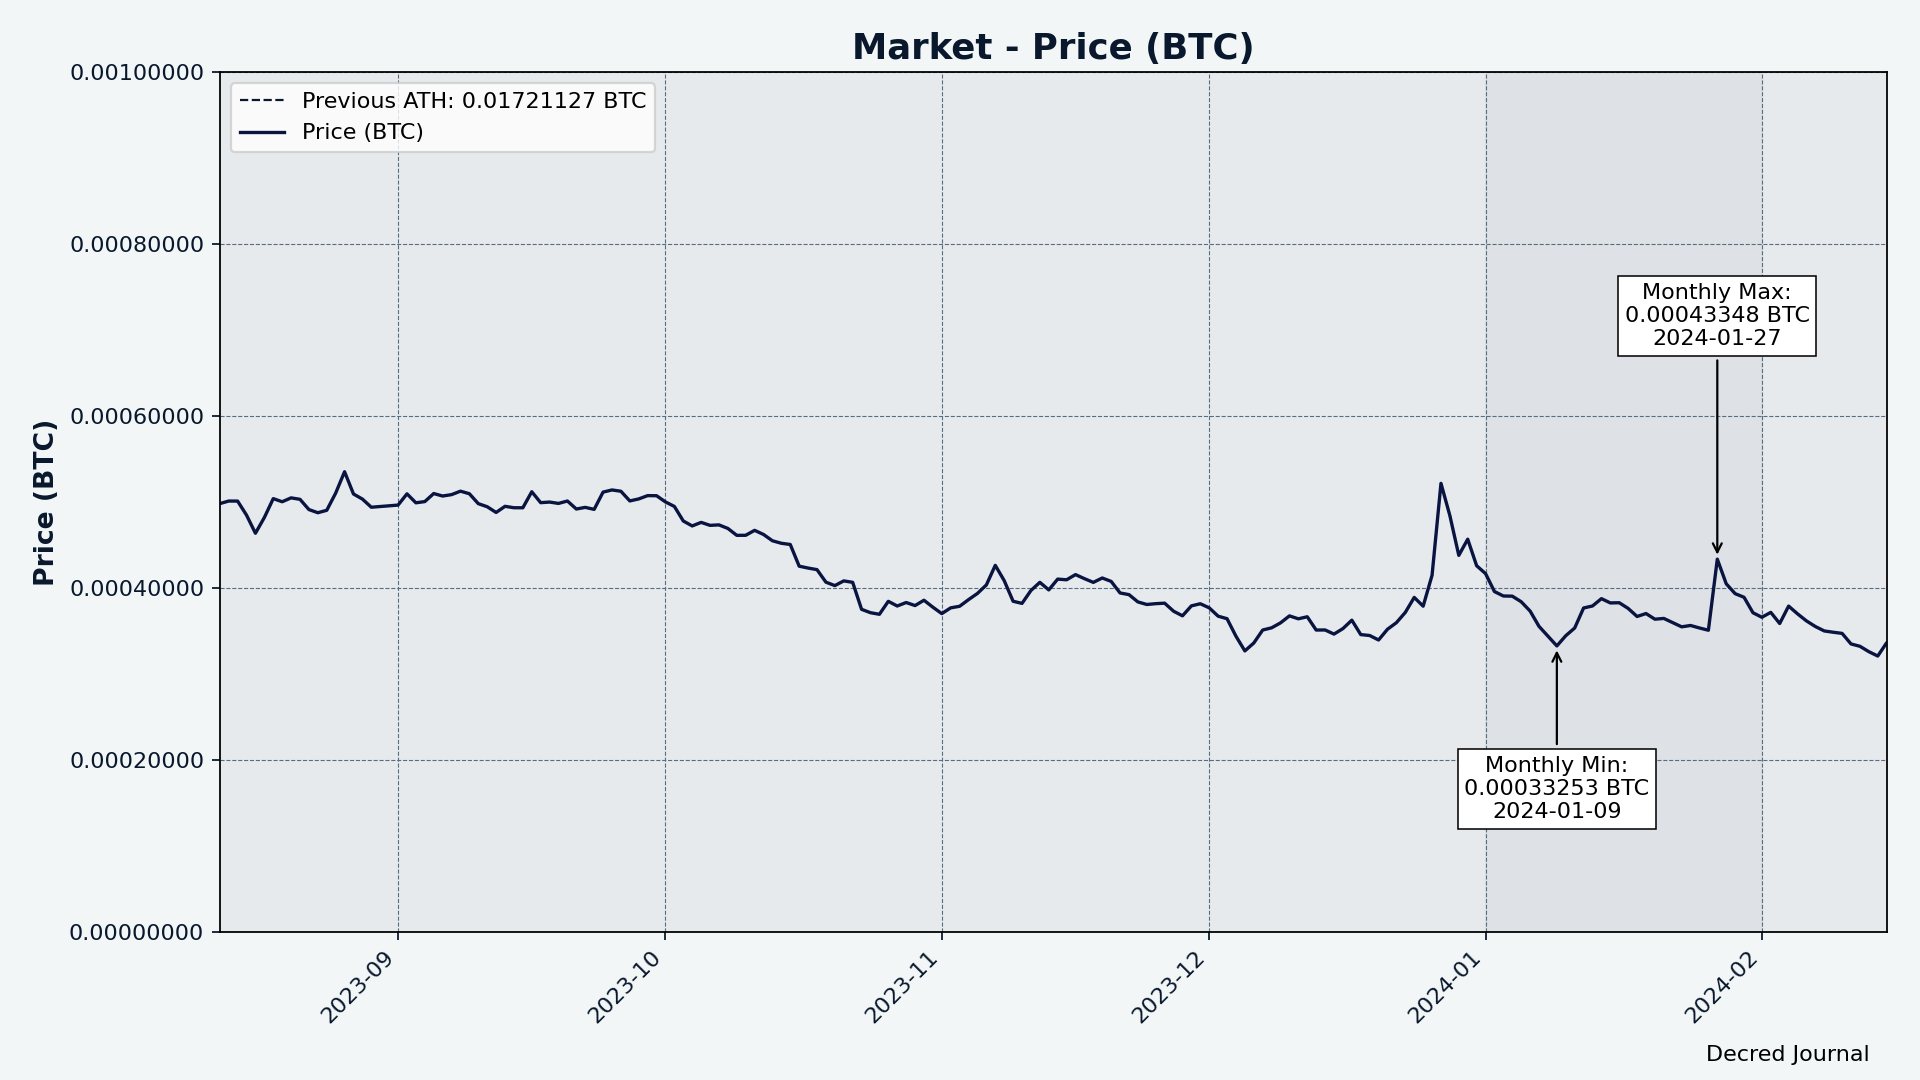 Market - Price (BTC)
Previous ATH: 0.01721127 BTC
Price (BTC)
0.00100000
0.00080000
0.00060000
0.00040000
0.00020000
0.00000000
Price (BTC)
Monthly Max:
0.00043348 BTC
2024-01-27
Monthly Min:
0.00033253 BTC
2024-01-09
2023-09
2023-10
2023-11
2023-12
2024-01
2024-02
Decred Journal